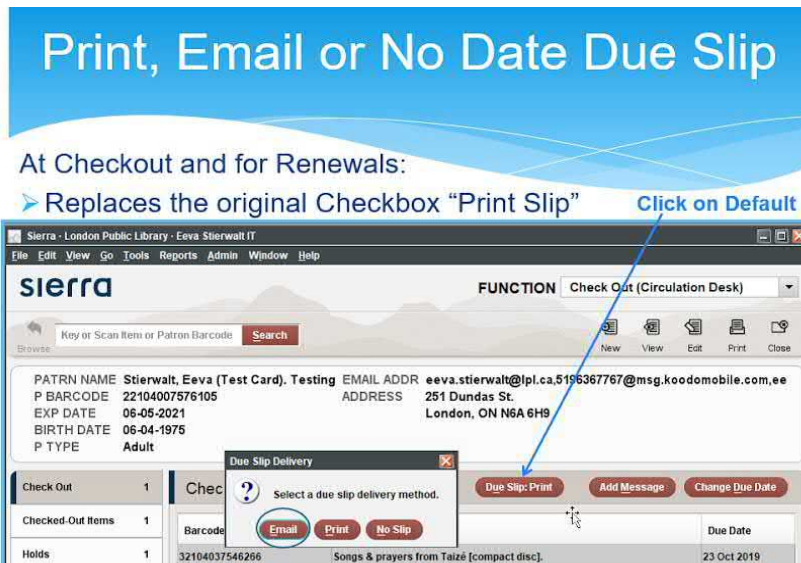 Print, Email or No Date Due Slip
At Checkout and for Renewals:
Replaces the original Checkbox “Print Slip”
Click on Default
Sierra · London Public Library · Eeva Stierwalt IT
File Edit View Go Tools Reports Admin Window Help
sierra
FUNCTION Check Out (Circulation Desk)
Browse
Key or Scan Item or Patron Barcode Search
New View Edit Print Close
PATRN NAME Stierwalt, Eeva (Test Card). Testing EMAIL ADDR eeva.stierwalt@lpl.ca,5196367767@msg.koodomobile.com,ee
P BARCODE 22104007576105 ADDRESS 251 Dundas St.
EXP DATE 06-05-2021 London, ON N6A 6H9
BIRTH DATE 06-04-1975
P TYPE Adult
Due Slip Delivery
Check Out 1
Chec
Select a due slip delivery method.
Due Slip: Print Add Message Change Due Date
Checked-Out Items 1
Barcode
Email Print No Slip
Due Date
Holds 1
32104037546266 Songs & prayers from Taizé [compact disc]. 23 Oct 2019